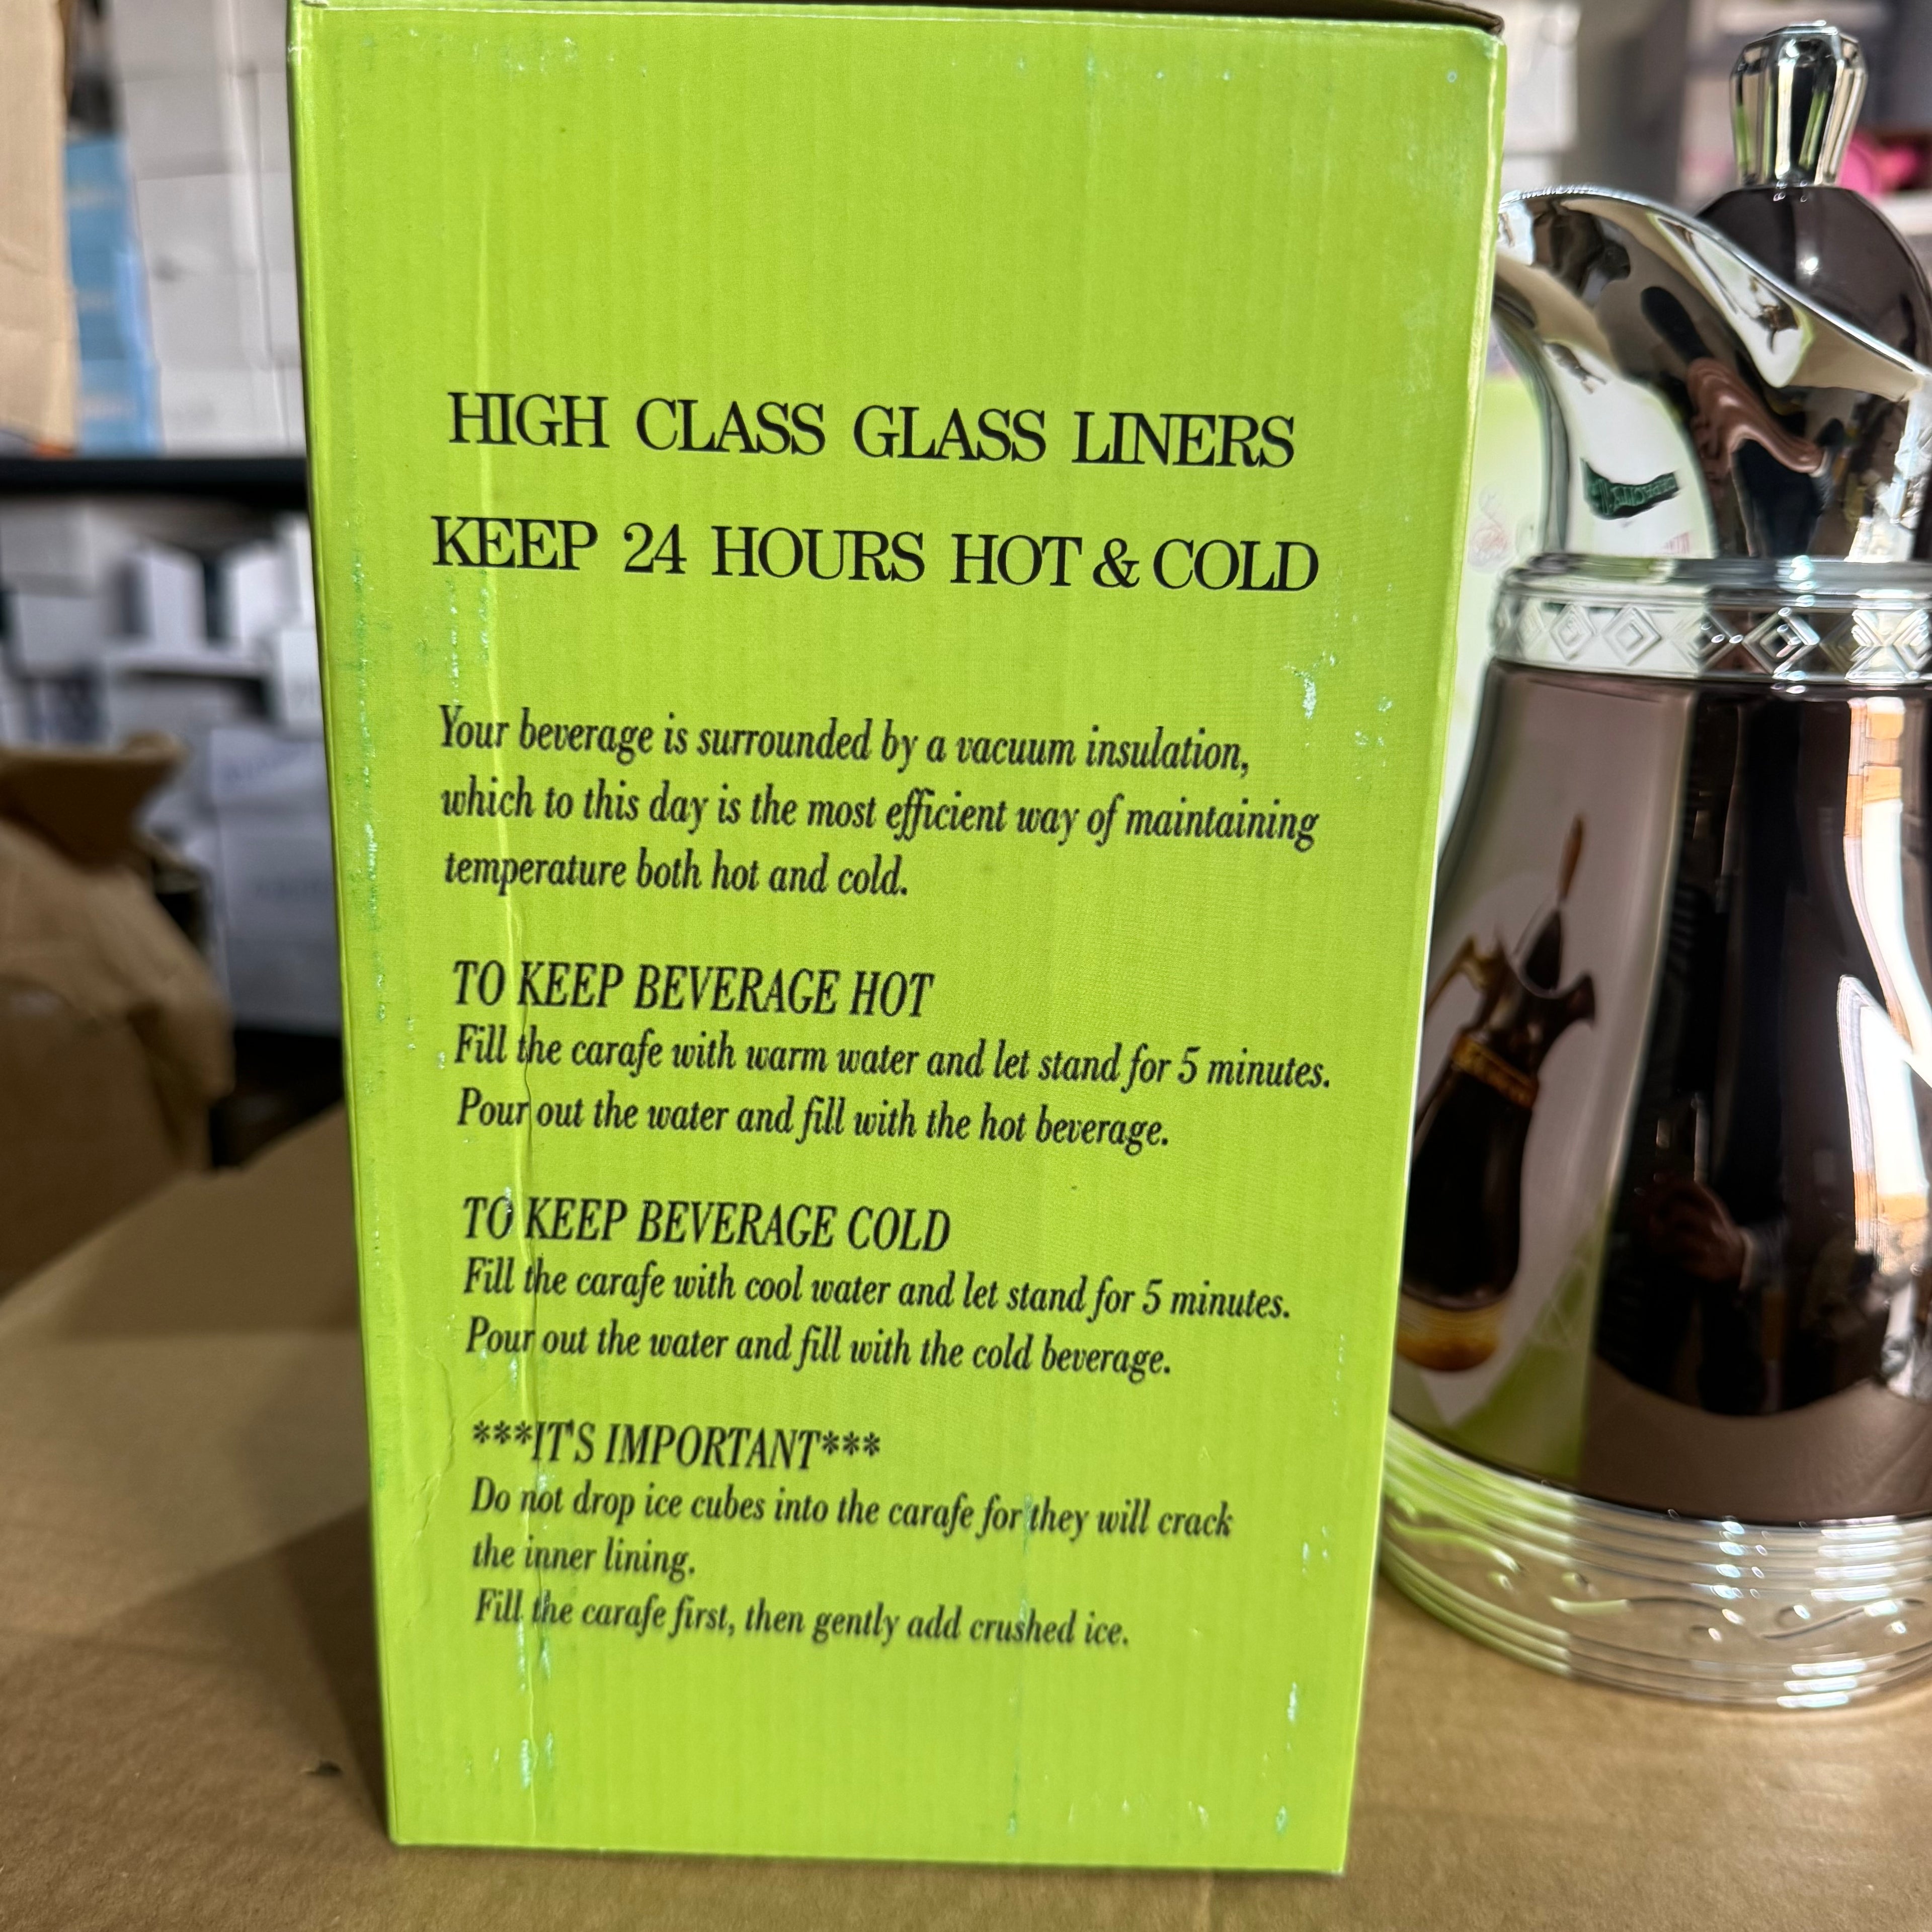 HIGH CLASS GLASS LINERS
KEEP 24 HOURS HOT & COLD
Your beverage is surrounded by a vacuum insulation,
which to this day is the most efficient way of maintaining
temperature both hot and cold.
TO KEEP BEVERAGE HOT
Fill the carafe with warm water and let stand for 5 minutes.
Pour out the water and fill with the hot beverage.
TO KEEP BEVERAGE COLD
Fill the carafe with cool water and let stand for 5 minutes.
Pour out the water and fill with the cold beverage.
***IT'S IMPORTANT***
Do not drop ice cubes into the carafe for they will crack
the inner lining.
Fill the carafe first, then gently add crushed ice.